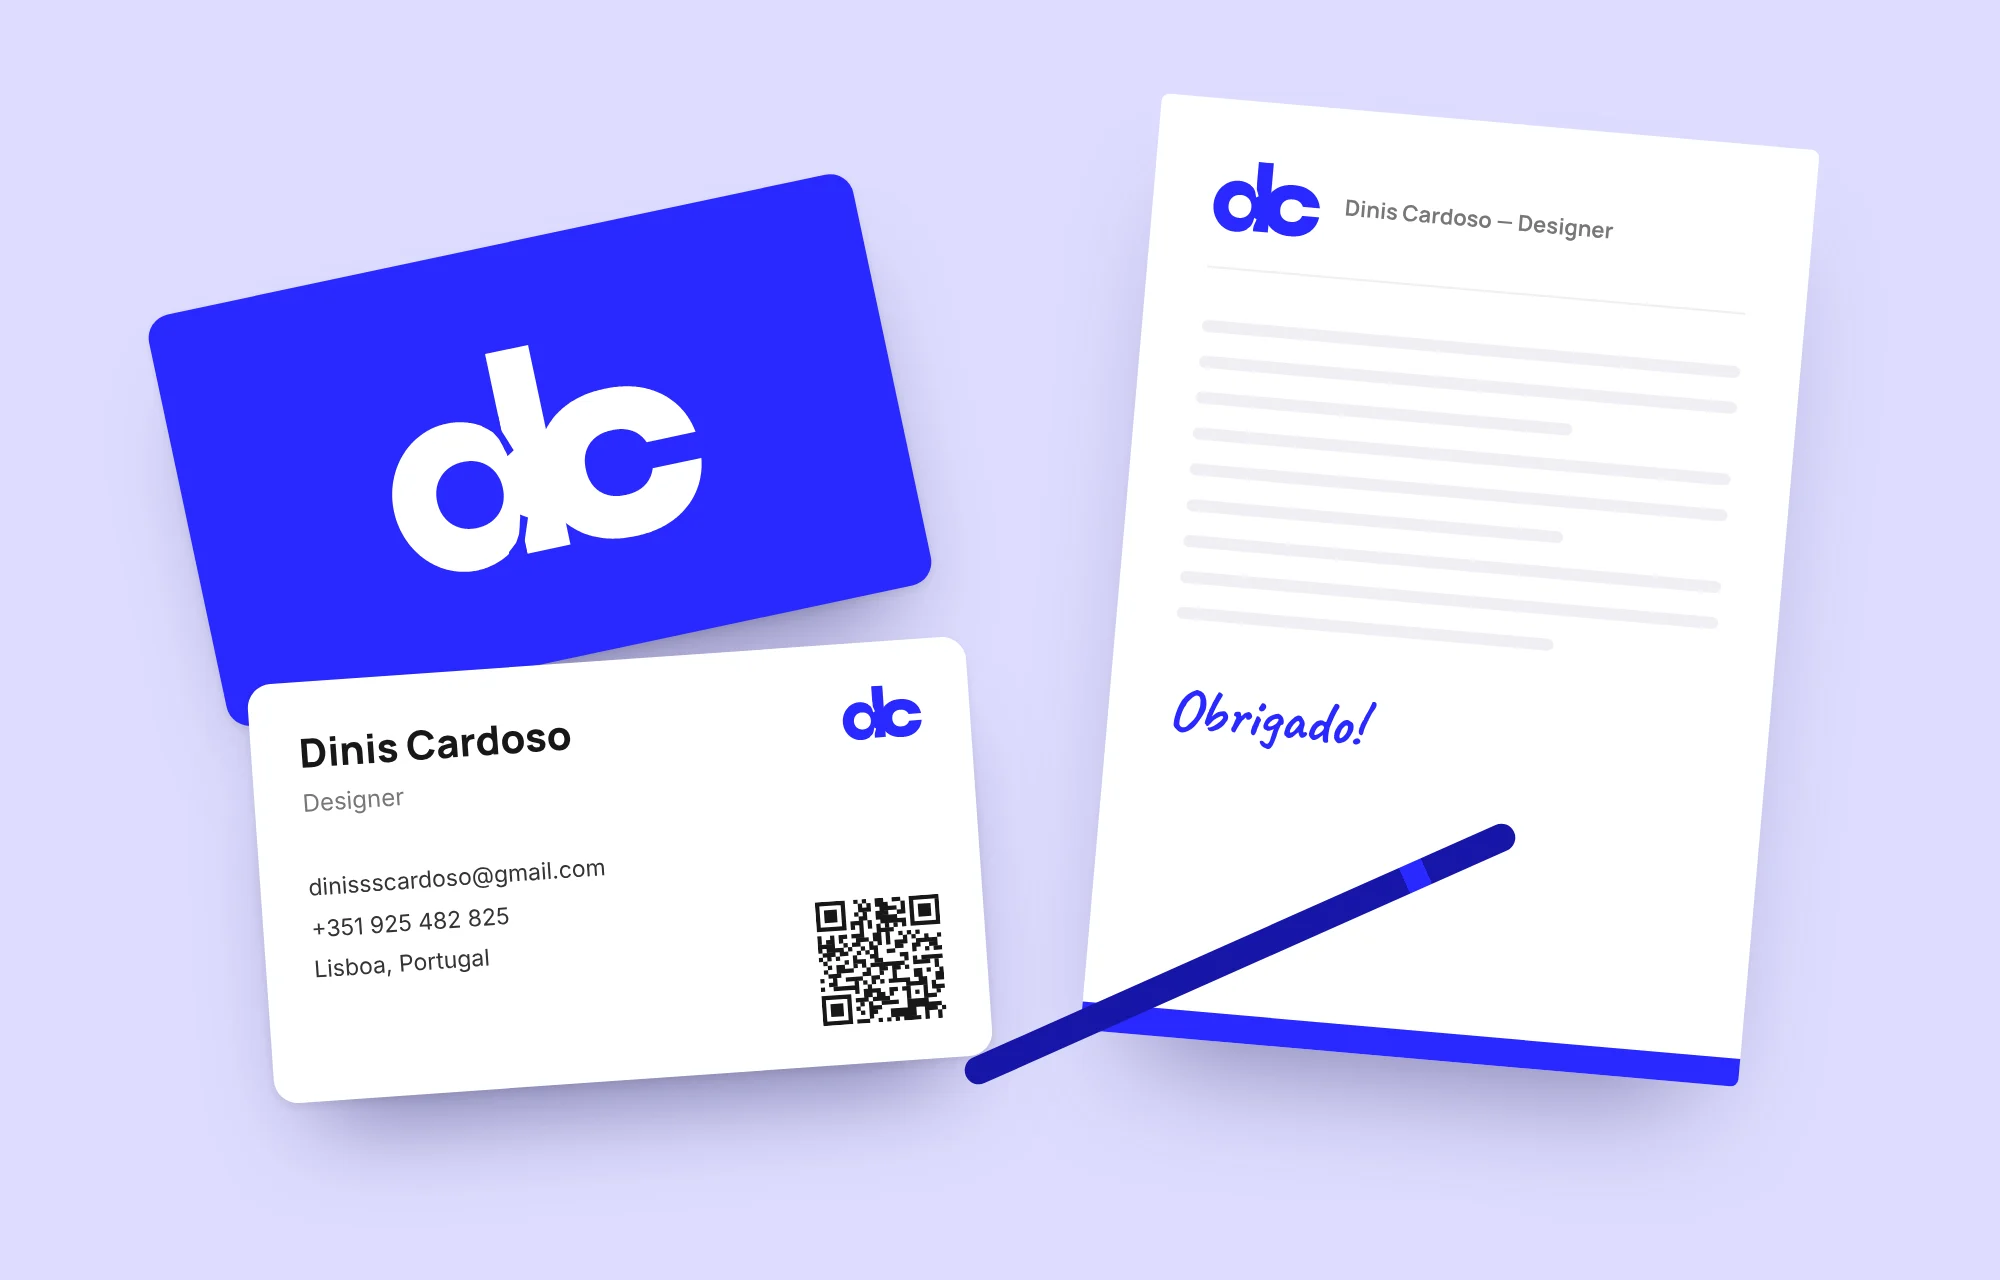 dc
Dinis Cardoso
Designer
dc
dinissscardoso@gmail.com
+351 925 482 825
Lisboa, Portugal
dc
Dinis Cardoso — Designer
Obrigado!